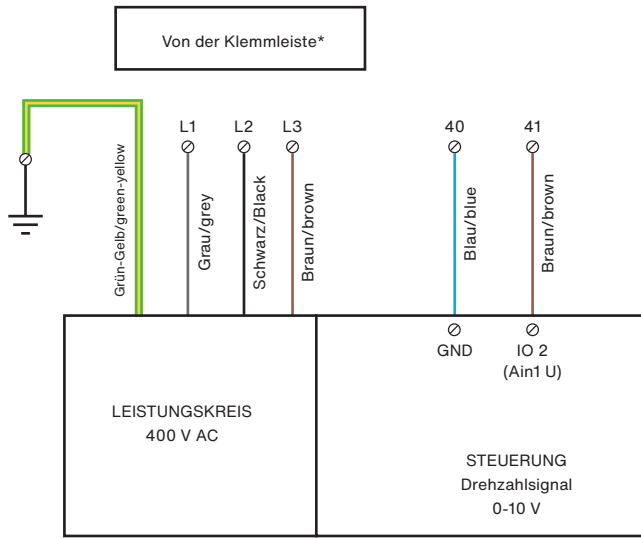 Von der Klemmleiste*
L1
L2
L3
40
41
Grün-Gelb/green-yellow
Grau/grey
Schwarz/Black
Braun/brown
Blau/blue
Braun/brown
GND
IO 2
(Ain1 U)
LEISTUNGSKREIS
400 V AC
STEUERUNG
Drehzahlsignal
0-10 V